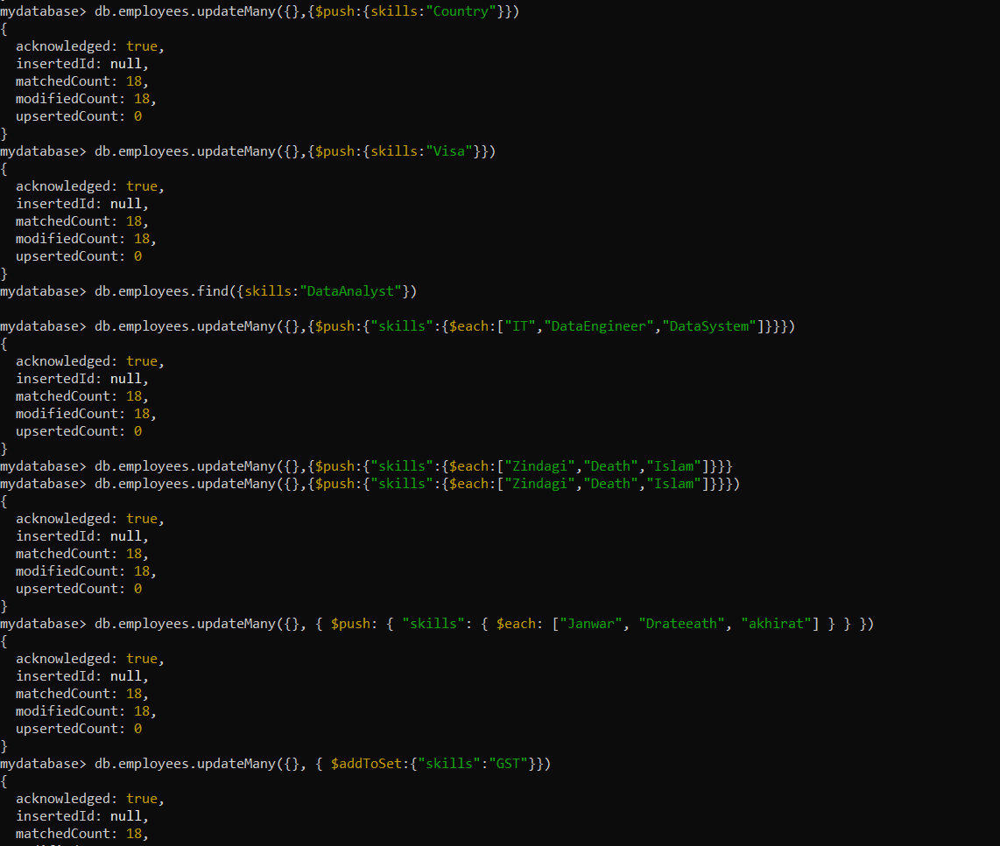 mydatabase> db.employees.updateMany({},{$push:{skills:"Country"}})
{
  acknowledged: true,
  insertedId: null,
  matchedCount: 18,
  modifiedCount: 18,
  upsertedCount: 0
}
mydatabase> db.employees.updateMany({},{$push:{skills:"Visa"}})
{
  acknowledged: true,
  insertedId: null,
  matchedCount: 18,
  modifiedCount: 18,
  upsertedCount: 0
}
mydatabase> db.employees.find({skills:"DataAnalyst"})

mydatabase> db.employees.updateMany({},{$push:{"skills":{$each:["IT","DataEngineer","DataSystem"]}}})
{
  acknowledged: true,
  insertedId: null,
  matchedCount: 18,
  modifiedCount: 18,
  upsertedCount: 0
}
mydatabase> db.employees.updateMany({},{$push:{"skills":{$each:["Zindagi","Death","Islam"]}}}
mydatabase> db.employees.updateMany({},{$push:{"skills":{$each:["Zindagi","Death","Islam"]}}})
{
  acknowledged: true,
  insertedId: null,
  matchedCount: 18,
  modifiedCount: 18,
  upsertedCount: 0
}
mydatabase> db.employees.updateMany({}, { $push: { "skills": { $each: ["Janwar", "Drateeath", "akhirat"] } } })
{
  acknowledged: true,
  insertedId: null,
  matchedCount: 18,
  modifiedCount: 18,
  upsertedCount: 0
}
mydatabase> db.employees.updateMany({}, { $addToSet:{"skills":"GST"}})
{
  acknowledged: true,
  insertedId: null,
  matchedCount: 18,